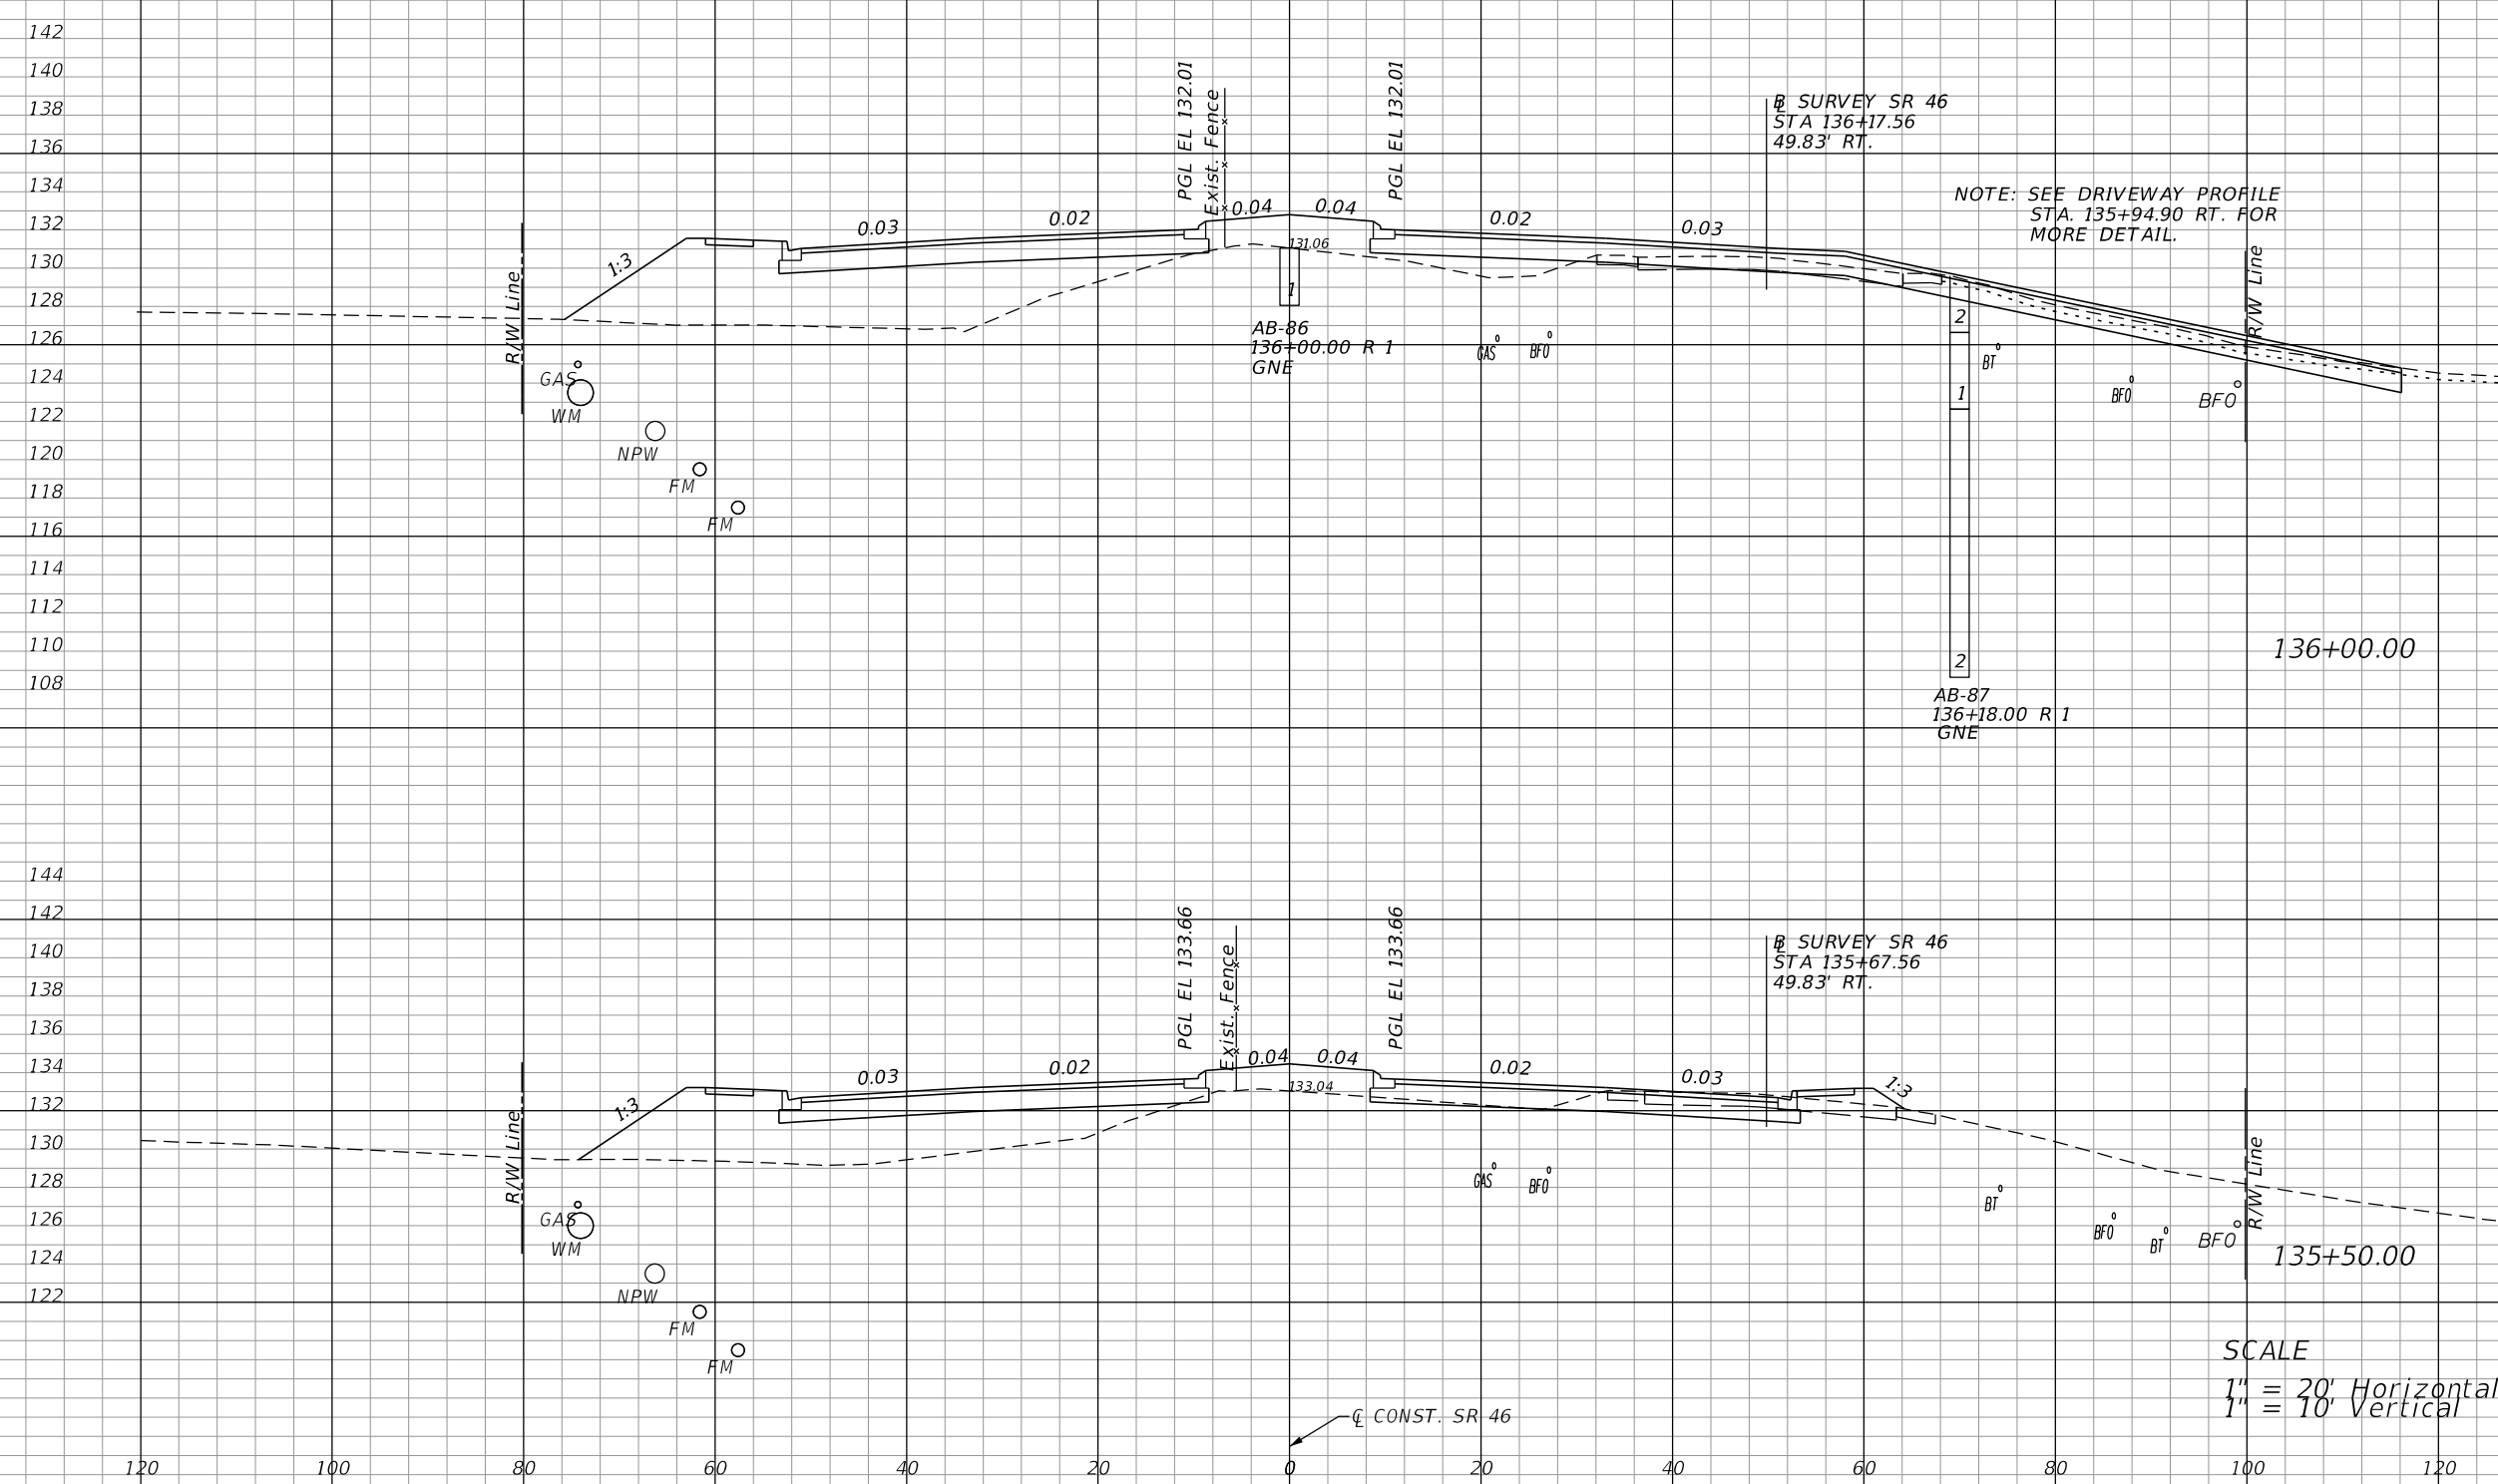 142
140
138
136
134
132
130
128
126
124
122
120
118
116
114
112
110
108
PGL EL 132.01
Exist. Fence
PGL EL 132.01
℄ SURVEY SR 46
STA 136+17.56
49.83' RT.
NOTE: SEE DRIVEWAY PROFILE
STA. 135+94.90 RT. FOR
MORE DETAIL.
R/W Line
1:3
0.03
0.02
0.04
0.04
0.02
0.03
131.06
R/W Line
1
AB-86
136+00.00 R 1
GNE
GAS
BFO
2
1
2
BT
BFO
BFO
GAS
WM
NPW
FM
FM
AB-87
136+18.00 R 1
GNE
136+00.00
144
142
140
138
136
134
132
130
128
126
124
122
PGL EL 133.66
Exist. Fence
PGL EL 133.66
℄ SURVEY SR 46
STA 135+67.56
49.83' RT.
R/W Line
1:3
0.03
0.02
0.04
0.04
0.02
0.03
1:3
133.04
R/W Line
GAS
BFO
BT
BFO
BT
BFO
GAS
WM
NPW
FM
FM
135+50.00
SCALE
1" = 20' Horizontal
1" = 10' Vertical
℄ CONST. SR 46
120 100 80 60 40 20 0 20 40 60 80 100 120